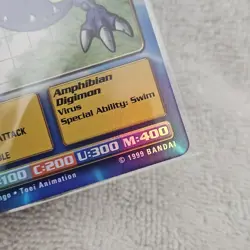 Amphibian
Digimon
Virus
Special Ability: Swim
ATTACK
100 C:200 U:300 M:400
Toei Animation
© 1999 BANDAI